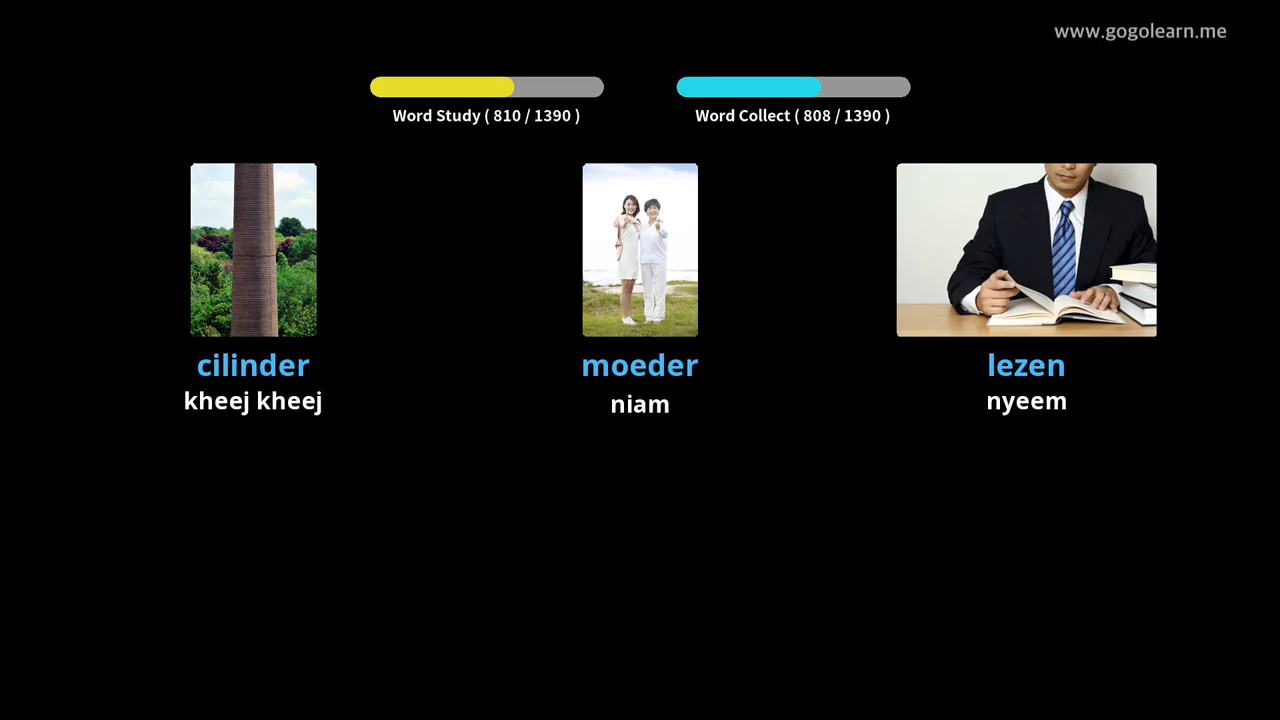 www.gogolearn.me
Word Study ( 810 / 1390 )
Word Collect ( 808 / 1390 )
cilinder
kheej kheej
moeder
niam
lezen
nyeem